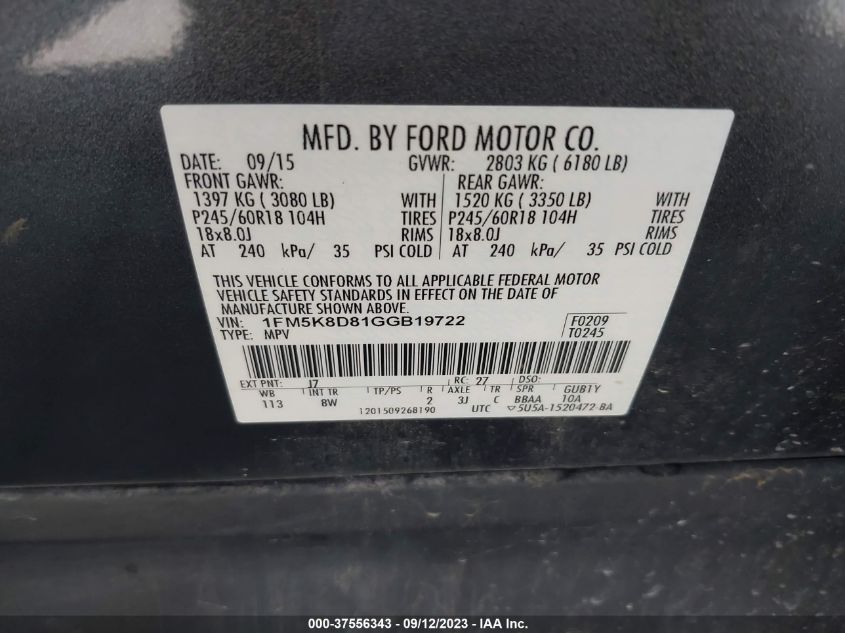 MFD. BY FORD MOTOR CO.
DATE: 09/15 GVWR: 2803 KG ( 6180 LB)
FRONT GAWR: REAR GAWR:
1397 KG ( 3080 LB) WITH 1520 KG ( 3350 LB) WITH
P245/60R18 104H TIRES P245/60R18 104H TIRES
18x8.0J RIMS 18x8.0J RIMS
AT 240 kPa/ 35 PSI COLD AT 240 kPa/ 35 PSI COLD
THIS VEHICLE CONFORMS TO ALL APPLICABLE FEDERAL MOTOR
VEHICLE SAFETY STANDARDS IN EFFECT ON THE DATE OF
MANUFACTURE SHOWN ABOVE.
VIN: 1FM5K8D81GGB19722 F0209
TYPE: MPV T0245
EXT PNT: J7 RC: 27 DSO:
WB INT TR TP/PS R AXLE TR SPR GUB1Y
113 8W 2 3J C BBAA 10A
1201509268190 UTC ▽5U5A-1520472-BA
000-37556343 - 09/12/2023 - IAA Inc.